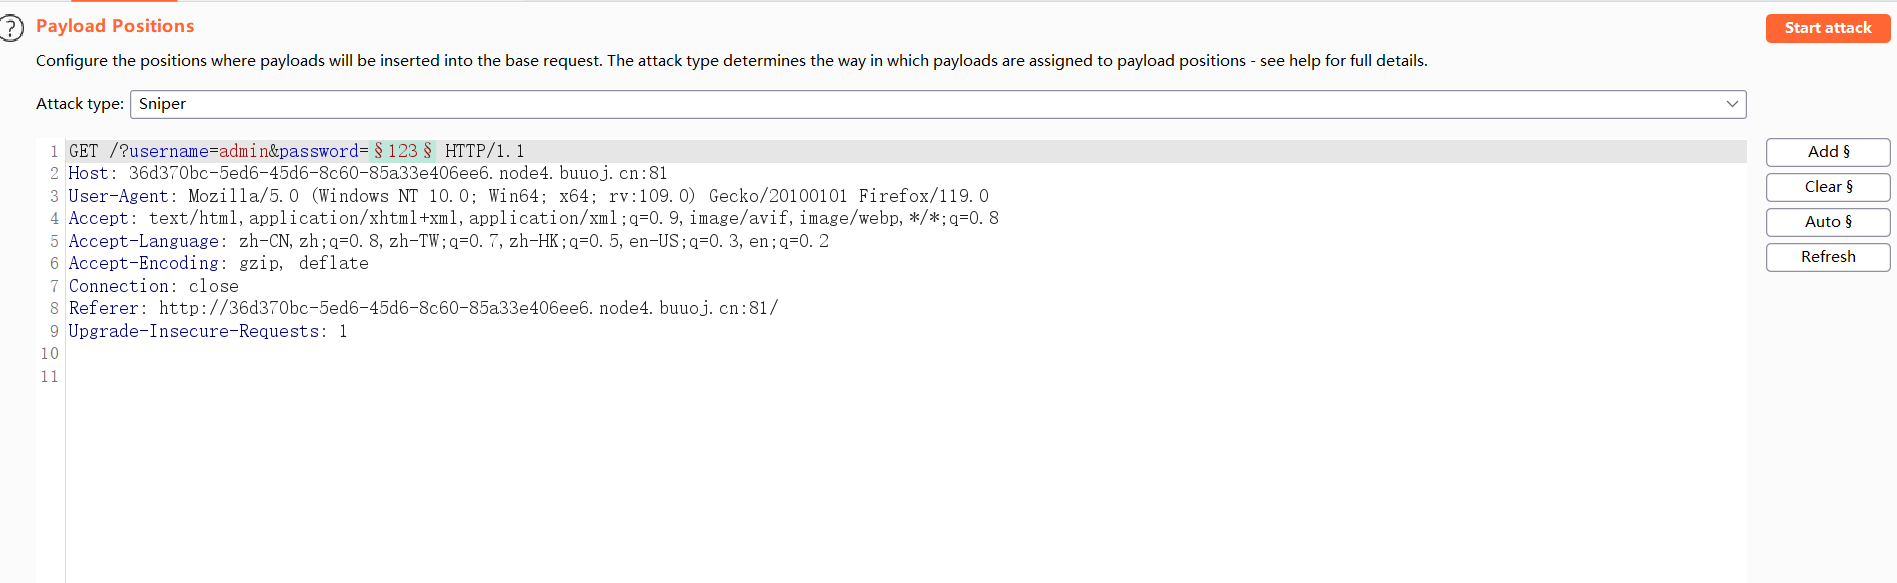 ?
Payload Positions
Start attack
Configure the positions where payloads will be inserted into the base request. The attack type determines the way in which payloads are assigned to payload positions - see help for full details.
Attack type: Sniper
1 GET /?username=admin&password=§123§ HTTP/1.1
2 Host: 36d370bc-5ed6-45d6-8c60-85a33e406ee6.node4.buuoj.cn:81
3 User-Agent: Mozilla/5.0 (Windows NT 10.0; Win64; x64; rv:109.0) Gecko/20100101 Firefox/119.0
4 Accept: text/html,application/xhtml+xml,application/xml;q=0.9,image/avif,image/webp,*/*;q=0.8
5 Accept-Language: zh-CN,zh;q=0.8,zh-TW;q=0.7,zh-HK;q=0.5,en-US;q=0.3,en;q=0.2
6 Accept-Encoding: gzip, deflate
7 Connection: close
8 Referer: http://36d370bc-5ed6-45d6-8c60-85a33e406ee6.node4.buuoj.cn:81/
9 Upgrade-Insecure-Requests: 1
10
11
Add §
Clear §
Auto §
Refresh